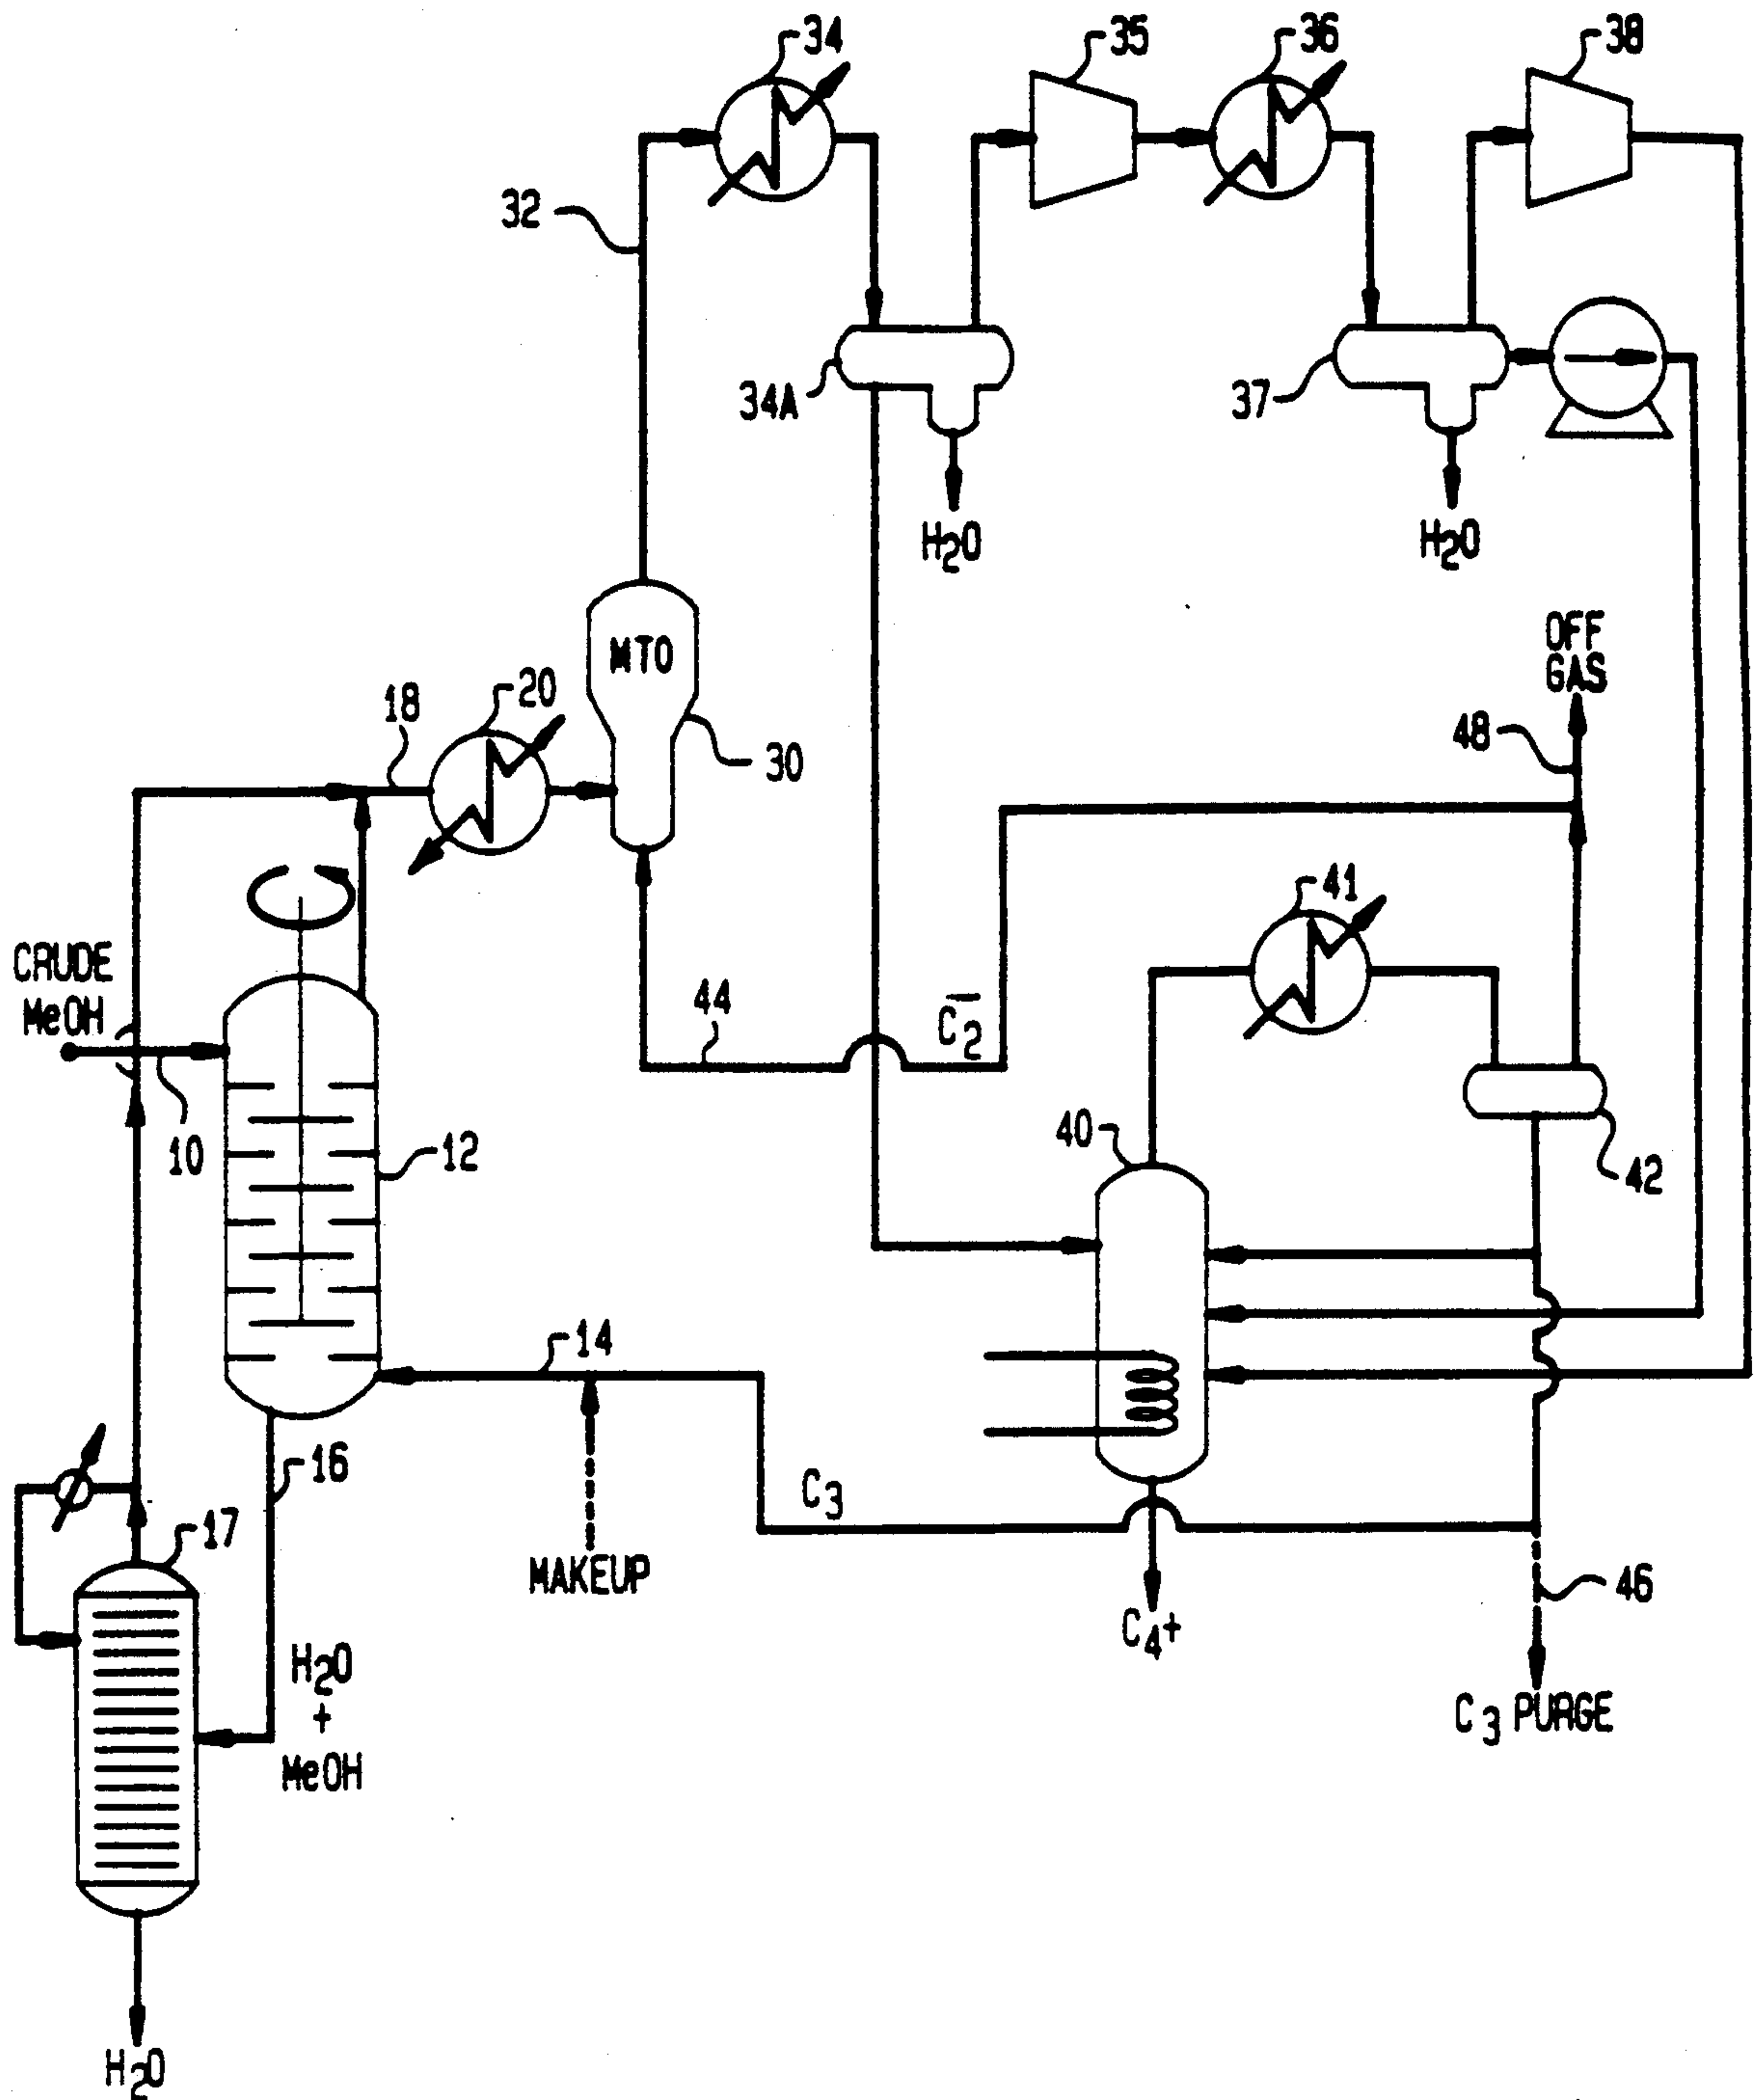 34
35
36
38
32
34A
37
H2O
H2O
MTO
OFF
GAS
18
20
30
48
41
CRUDE
MeOH
44
C2̅
10
12
40
42
14
16
C3
17
MAKEUP
46
C4+
H2O
+
MeOH
C3 PURGE
H2O